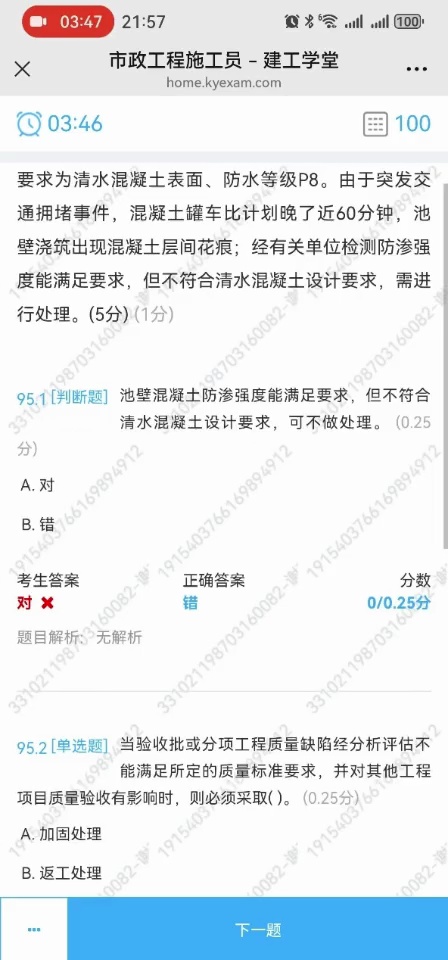 03:47 21:57 100
市政工程施工员 - 建工学堂
home.kyexam.com
03:46 100
要求为清水混凝土表面、防水等级P8。由于突发交
通拥堵事件，混凝土罐车比计划晚了近60分钟，池
壁浇筑出现混凝土层间花痕；经有关单位检测防渗强
度能满足要求，但不符合清水混凝土设计要求，需进
行处理。(5分) (1分)
95.1 [判断题] 池壁混凝土防渗强度能满足要求，但不符合
清水混凝土设计要求，可不做处理。 (0.25
分)
A. 对
B. 错
考生答案 正确答案 分数
对 错 0/0.25分
题目解析： 无解析
95.2 [单选题] 当验收批或分项工程质量缺陷经分析评估不
能满足所定的质量标准要求，并对其他工程
项目质量验收有影响时，则必须采取( )。 (0.25分)
A. 加固处理
B. 返工处理
下一题
331021198703160082-
1915403766169894912